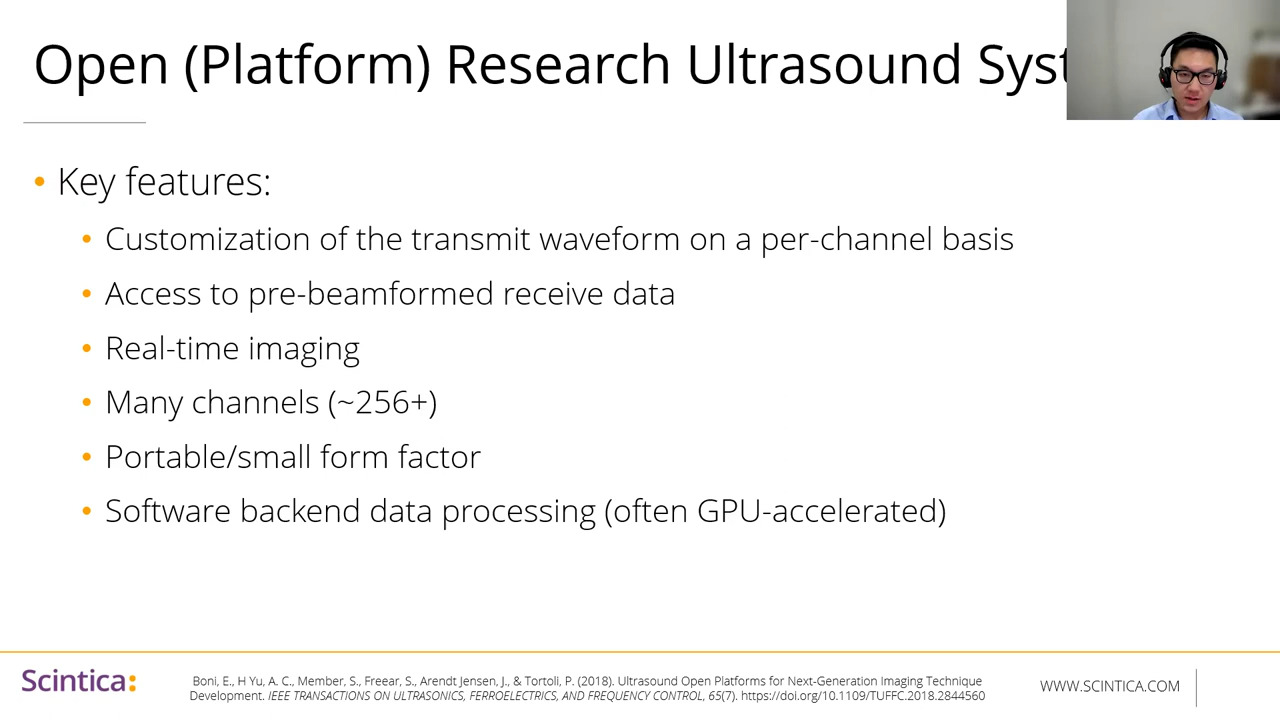 Open (Platform) Research Ultrasound Syst
• Key features:
• Customization of the transmit waveform on a per-channel basis
• Access to pre-beamformed receive data
• Real-time imaging
• Many channels (~256+)
• Portable/small form factor
• Software backend data processing (often GPU-accelerated)
Scintica:
Boni, E., H Yu, A. C., Member, S., Freear, S., Arendt Jensen, J., & Tortoli, P. (2018). Ultrasound Open Platforms for Next-Generation Imaging Technique
Development. IEEE TRANSACTIONS ON ULTRASONICS, FERROELECTRICS, AND FREQUENCY CONTROL, 65(7). https://doi.org/10.1109/TUFFC.2018.2844560
WWW.SCINTICA.COM